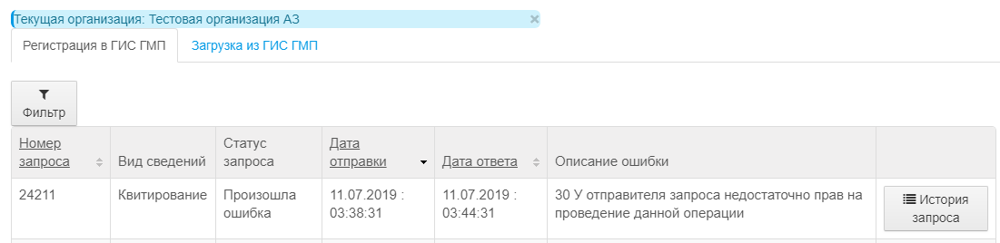 Текущая организация: Тестовая организация АЗ ×
Регистрация в ГИС ГМП Загрузка из ГИС ГМП
Фильтр
Номер запроса Вид сведений Статус запроса Дата отправки Дата ответа Описание ошибки
24211 Квитирование Произошла ошибка 11.07.2019 : 03:38:31 11.07.2019 : 03:44:31 30 У отправителя запроса недостаточно прав на проведение данной операции История запроса